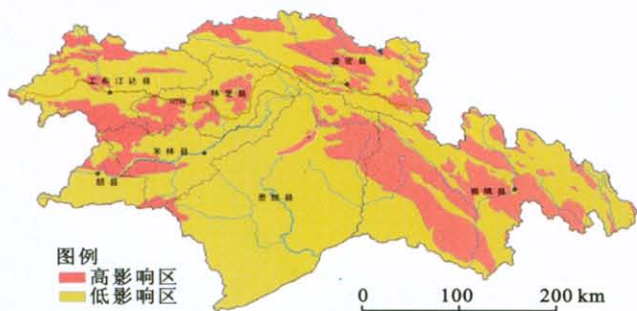 工布江达县
林芝县
波密县
米林县
朗县
墨脱县
察隅县
图例
高影响区
低影响区
0 100 200 km